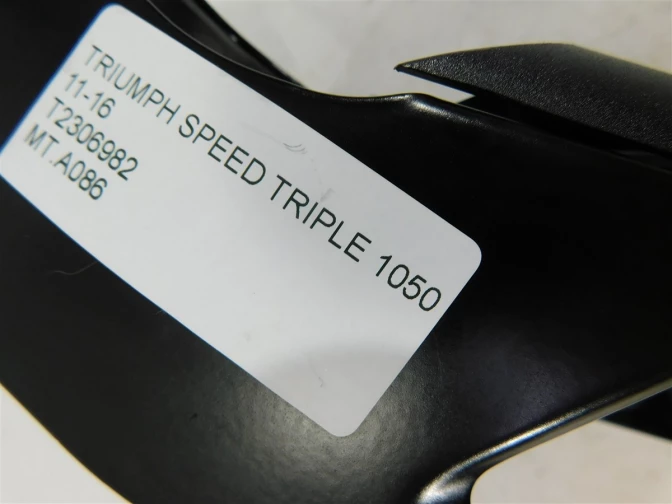 TRIUMPH SPEED TRIPLE 1050
11-16
T2306982
MT.A086